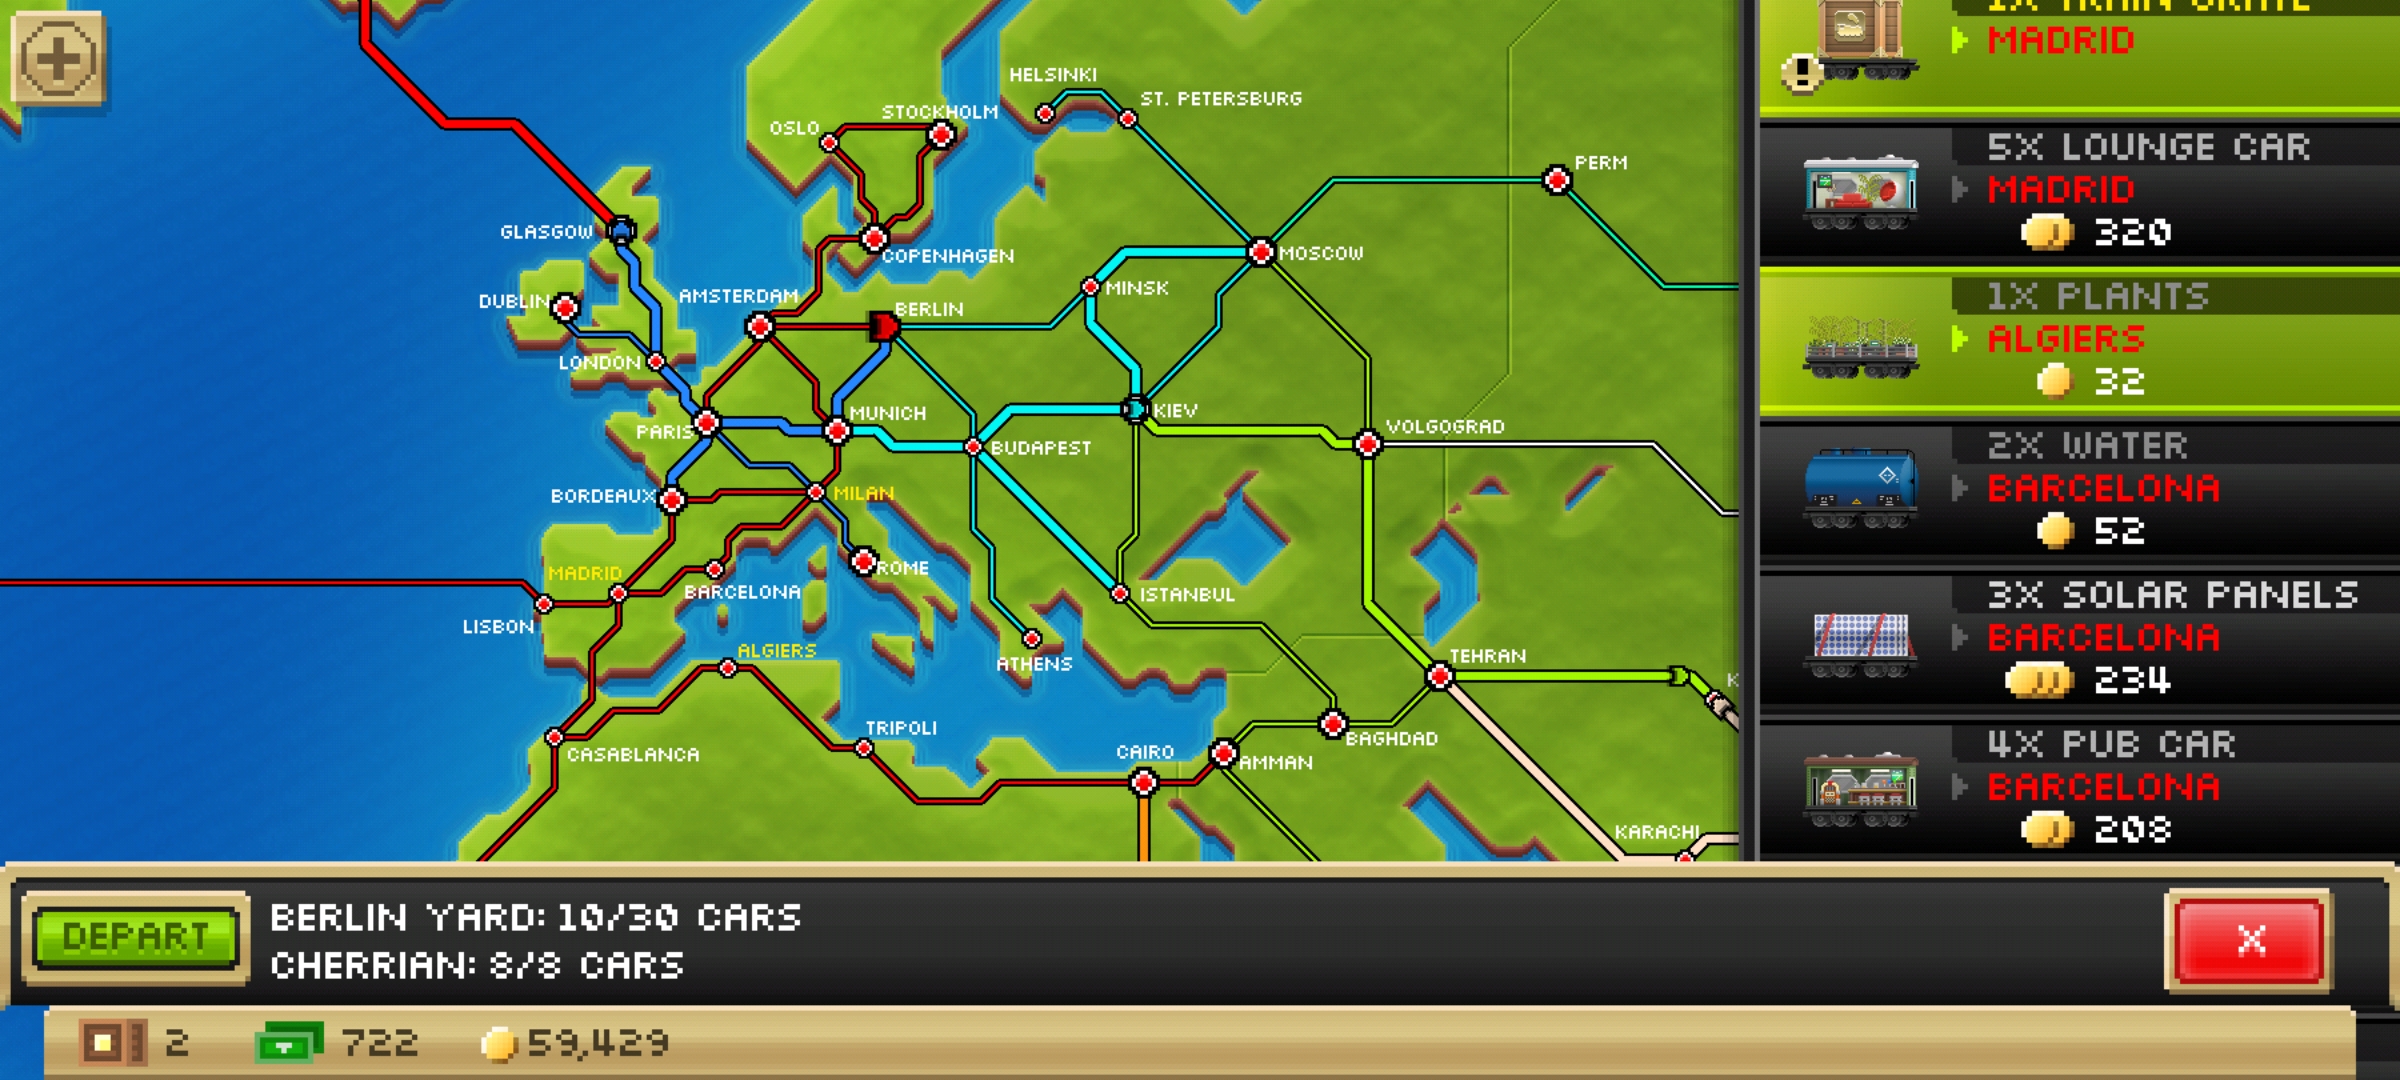 HELSINKI
ST. PETERSBURG
STOCKHOLM
OSLO
PERM
GLASGOW
COPENHAGEN
MOSCOW
DUBLIN
AMSTERDAM
BERLIN
MINSK
LONDON
MUNICH
KIEV
PARIS
BUDAPEST
VOLGOGRAD
BORDEAUX
MILAN
MADRID
ROME
BARCELONA
ISTANBUL
LISBON
ALGIERS
ATHENS
TEHRAN
K
CASABLANCA
TRIPOLI
CAIRO
AMMAN
BAGHDAD
KARACHI
1X TRAIN CRATE
MADRID
5X LOUNGE CAR
MADRID
320
1X PLANTS
ALGIERS
32
2X WATER
BARCELONA
52
3X SOLAR PANELS
BARCELONA
234
4X PUB CAR
BARCELONA
208
DEPART
BERLIN YARD: 10/30 CARS
CHERRIAN: 8/8 CARS
X
2
722
59,429